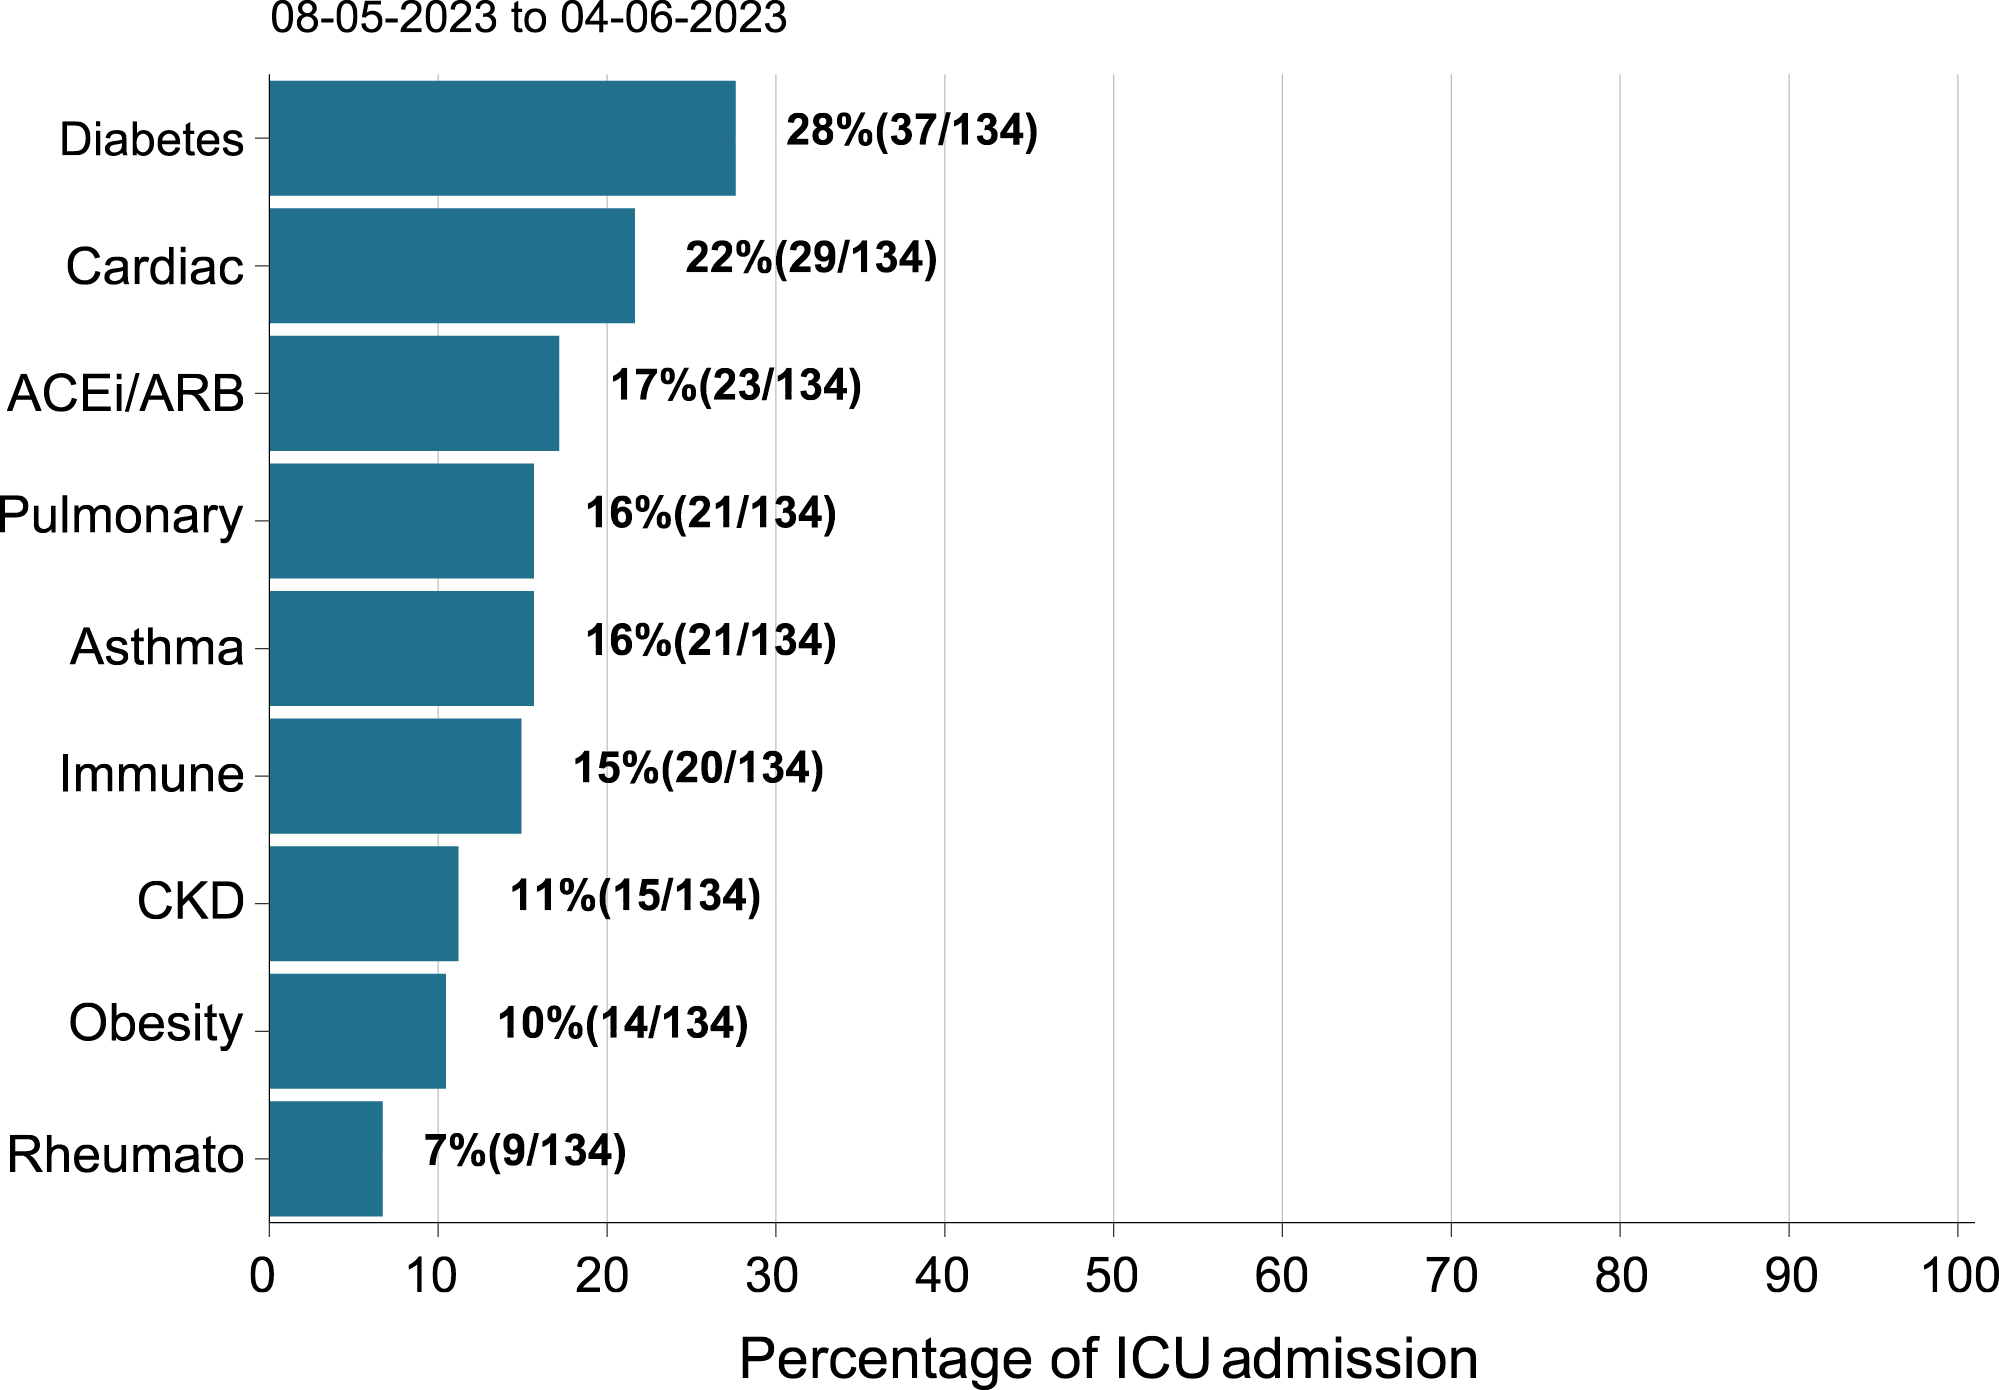 08-05-2023 to 04-06-2023
Diabetes 28%(37/134)
Cardiac 22%(29/134)
ACEi/ARB 17%(23/134)
Pulmonary 16%(21/134)
Asthma 16%(21/134)
Immune 15%(20/134)
CKD 11%(15/134)
Obesity 10%(14/134)
Rheumato 7%(9/134)
0 10 20 30 40 50 60 70 80 90 100
Percentage of ICU admission